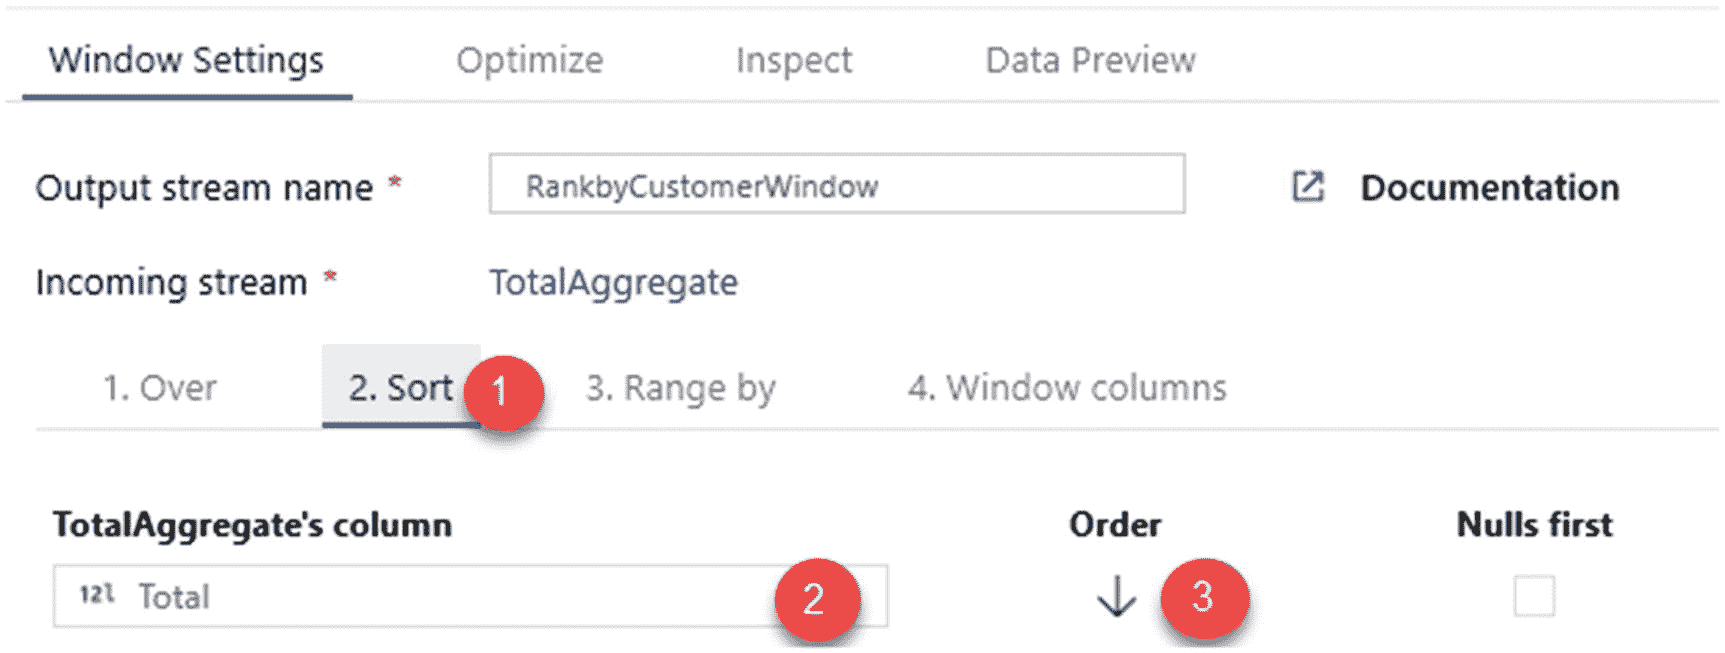 Window Settings Optimize Inspect Data Preview
Output stream name * RankbyCustomerWindow Documentation
Incoming stream * TotalAggregate
1. Over 2. Sort 1 3. Range by 4. Window columns
TotalAggregate's column Order Nulls first
12l Total 2 3